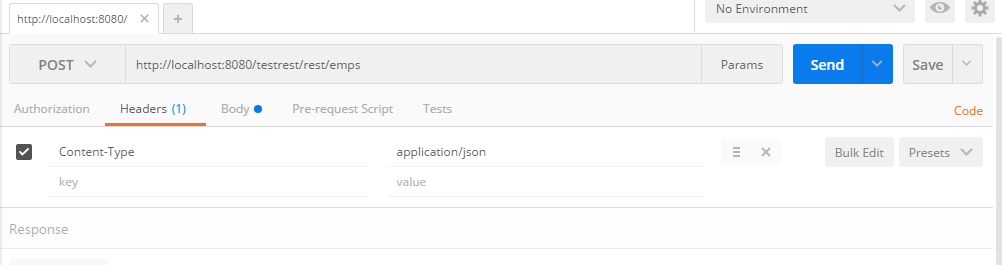 http://localhost:8080/
No Environment
POST http://localhost:8080/testrest/rest/emps Params Send Save
Authorization Headers (1) Body Pre-request Script Tests Code
Content-Type application/json Bulk Edit Presets
key value
Response